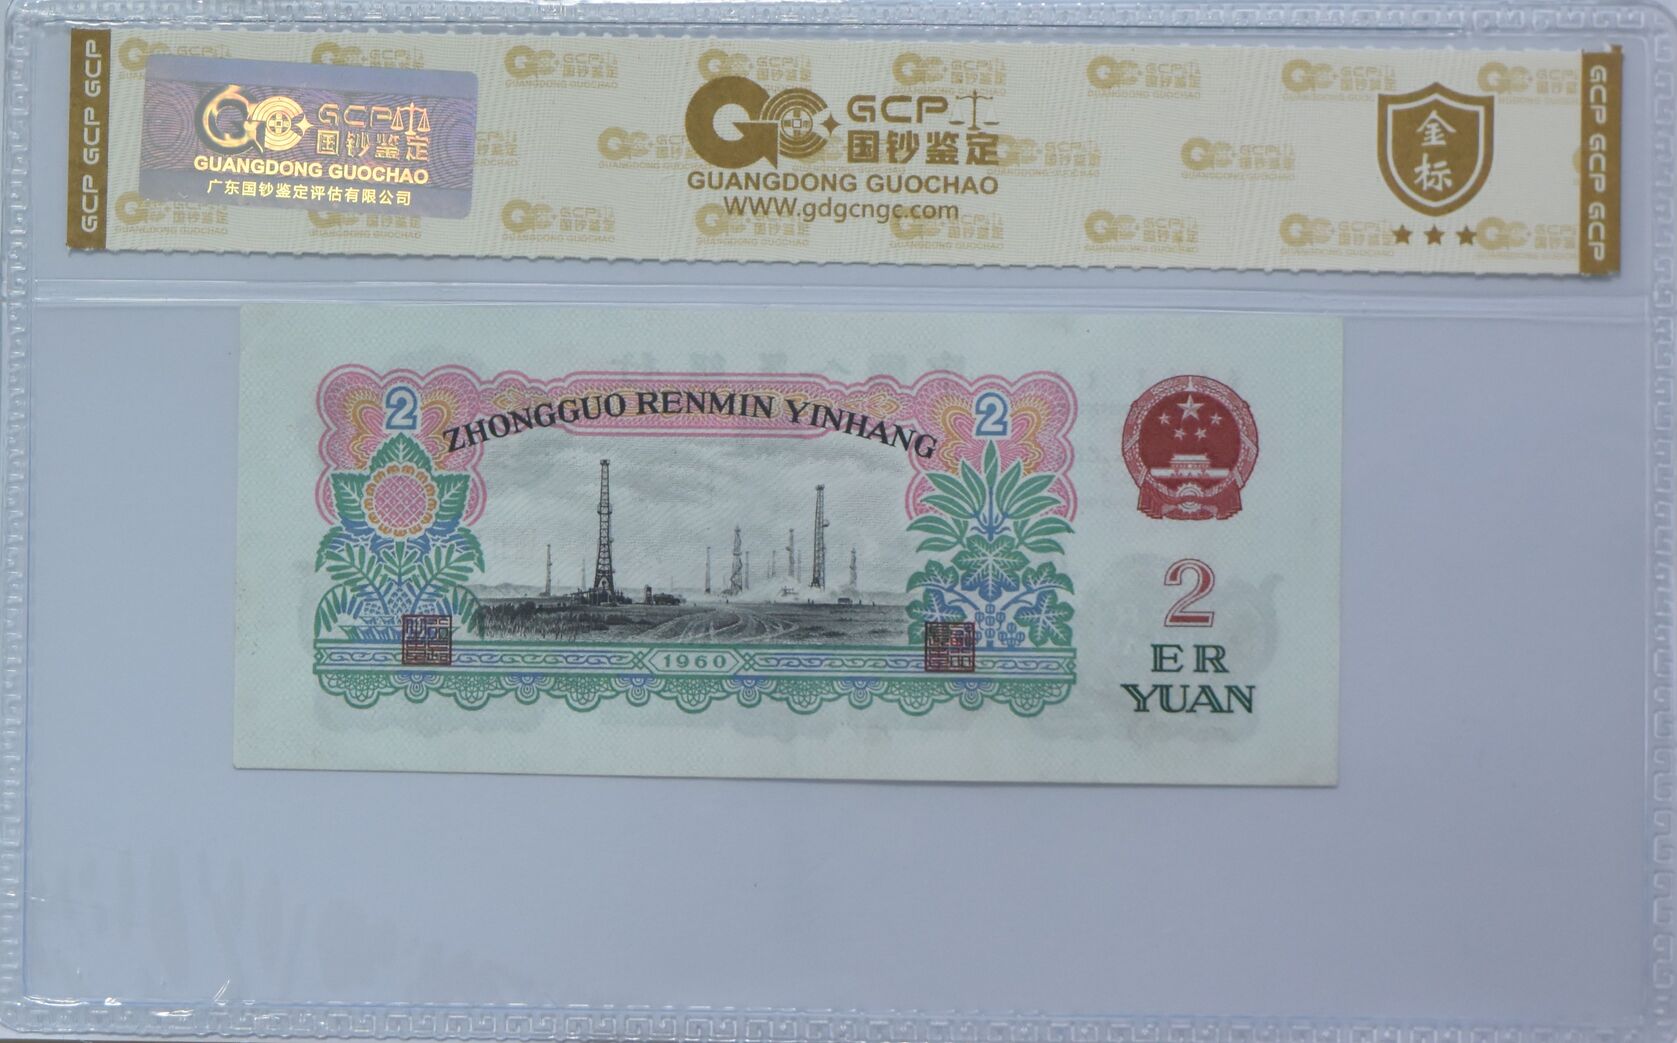 GCP GCP GCP
GCP
国钞鉴定
GUANGDONG GUOCHAO
广东国钞鉴定评估有限公司
GCP
国钞鉴定
GUANGDONG GUOCHAO
WWW.gdgcngc.com
金标
GCP GCP GCP
2
ZHONGGUO RENMIN YINHANG
2
1960
2
ER
YUAN